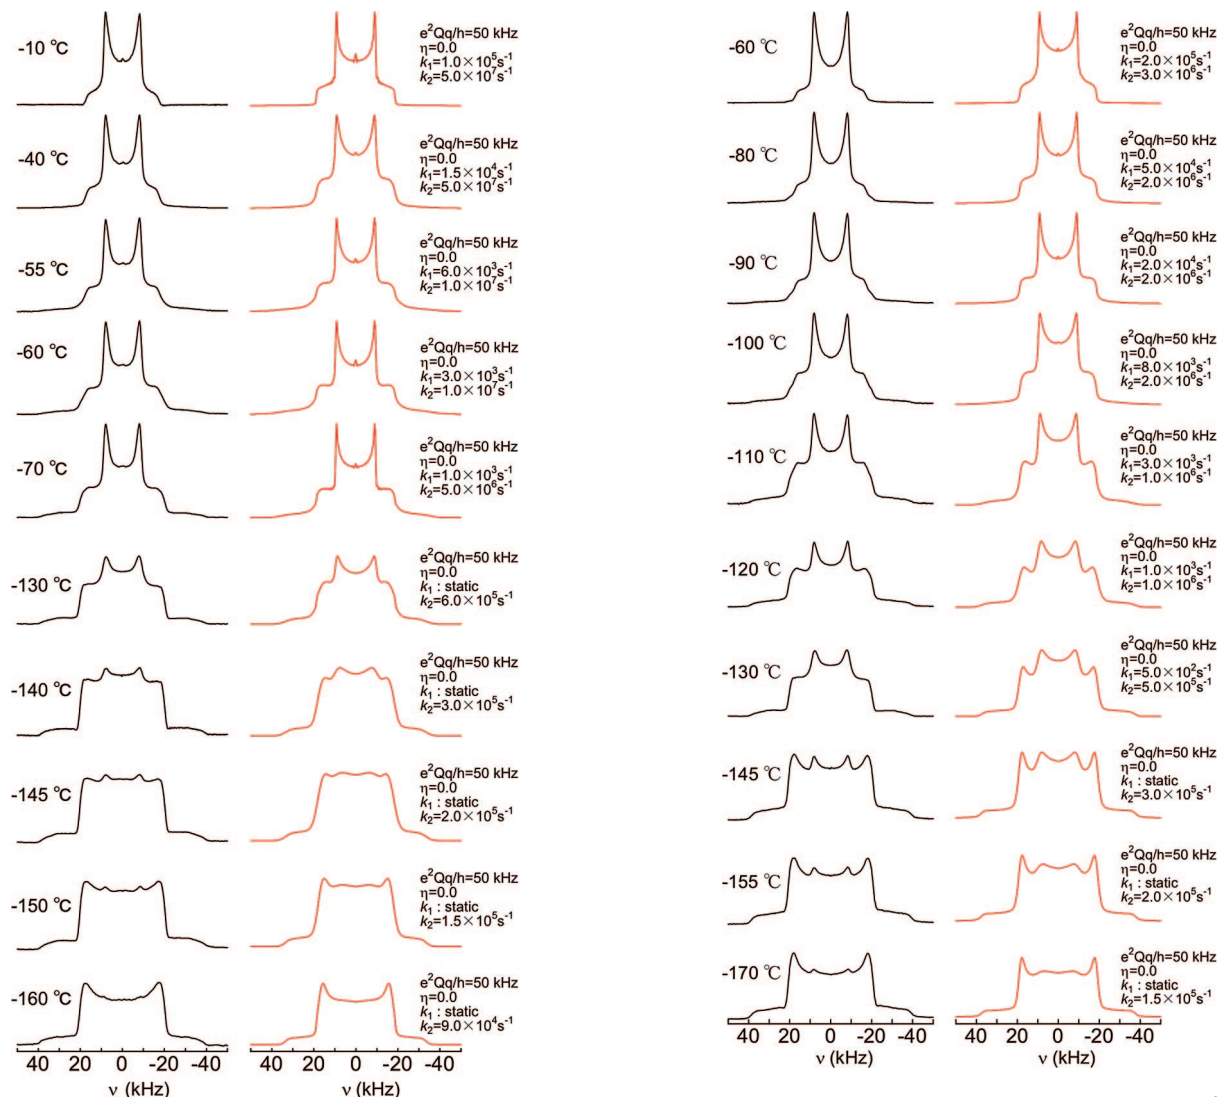 -10 °C
e²Qq/h=50 kHz
η=0.0
k₁=1.0×10⁵s⁻¹
k₂=5.0×10⁷s⁻¹
-40 °C
e²Qq/h=50 kHz
η=0.0
k₁=1.5×10⁴s⁻¹
k₂=5.0×10⁷s⁻¹
-55 °C
e²Qq/h=50 kHz
η=0.0
k₁=6.0×10³s⁻¹
k₂=1.0×10⁷s⁻¹
-60 °C
e²Qq/h=50 kHz
η=0.0
k₁=3.0×10³s⁻¹
k₂=1.0×10⁷s⁻¹
-70 °C
e²Qq/h=50 kHz
η=0.0
k₁=1.0×10³s⁻¹
k₂=5.0×10⁶s⁻¹
-130 °C
e²Qq/h=50 kHz
η=0.0
k₁ : static
k₂=6.0×10⁵s⁻¹
-140 °C
e²Qq/h=50 kHz
η=0.0
k₁ : static
k₂=3.0×10⁵s⁻¹
-145 °C
e²Qq/h=50 kHz
η=0.0
k₁ : static
k₂=2.0×10⁵s⁻¹
-150 °C
e²Qq/h=50 kHz
η=0.0
k₁ : static
k₂=1.5×10⁵s⁻¹
-160 °C
e²Qq/h=50 kHz
η=0.0
k₁ : static
k₂=9.0×10⁴s⁻¹
40 20 0 -20 -40
ν (kHz)
40 20 0 -20 -40
ν (kHz)
-60 ℃
e²Qq/h=50 kHz
η=0.0
k₁=2.0×10⁵s⁻¹
k₂=3.0×10⁶s⁻¹
-80 ℃
e²Qq/h=50 kHz
η=0.0
k₁=5.0×10⁴s⁻¹
k₂=2.0×10⁶s⁻¹
-90 ℃
e²Qq/h=50 kHz
η=0.0
k₁=2.0×10⁴s⁻¹
k₂=2.0×10⁶s⁻¹
-100 ℃
e²Qq/h=50 kHz
η=0.0
k₁=8.0×10³s⁻¹
k₂=2.0×10⁶s⁻¹
-110 ℃
e²Qq/h=50 kHz
η=0.0
k₁=3.0×10³s⁻¹
k₂=1.0×10⁶s⁻¹
-120 ℃
e²Qq/h=50 kHz
η=0.0
k₁=1.0×10³s⁻¹
k₂=1.0×10⁶s⁻¹
-130 ℃
e²Qq/h=50 kHz
η=0.0
k₁=5.0×10²s⁻¹
k₂=5.0×10⁵s⁻¹
-145 ℃
e²Qq/h=50 kHz
η=0.0
k₁ : static
k₂=3.0×10⁵s⁻¹
-155 ℃
e²Qq/h=50 kHz
η=0.0
k₁ : static
k₂=2.0×10⁵s⁻¹
-170 ℃
e²Qq/h=50 kHz
η=0.0
k₁ : static
k₂=1.5×10⁵s⁻¹
40 20 0 -20 -40
ν (kHz)
40 20 0 -20 -40
ν (kHz)